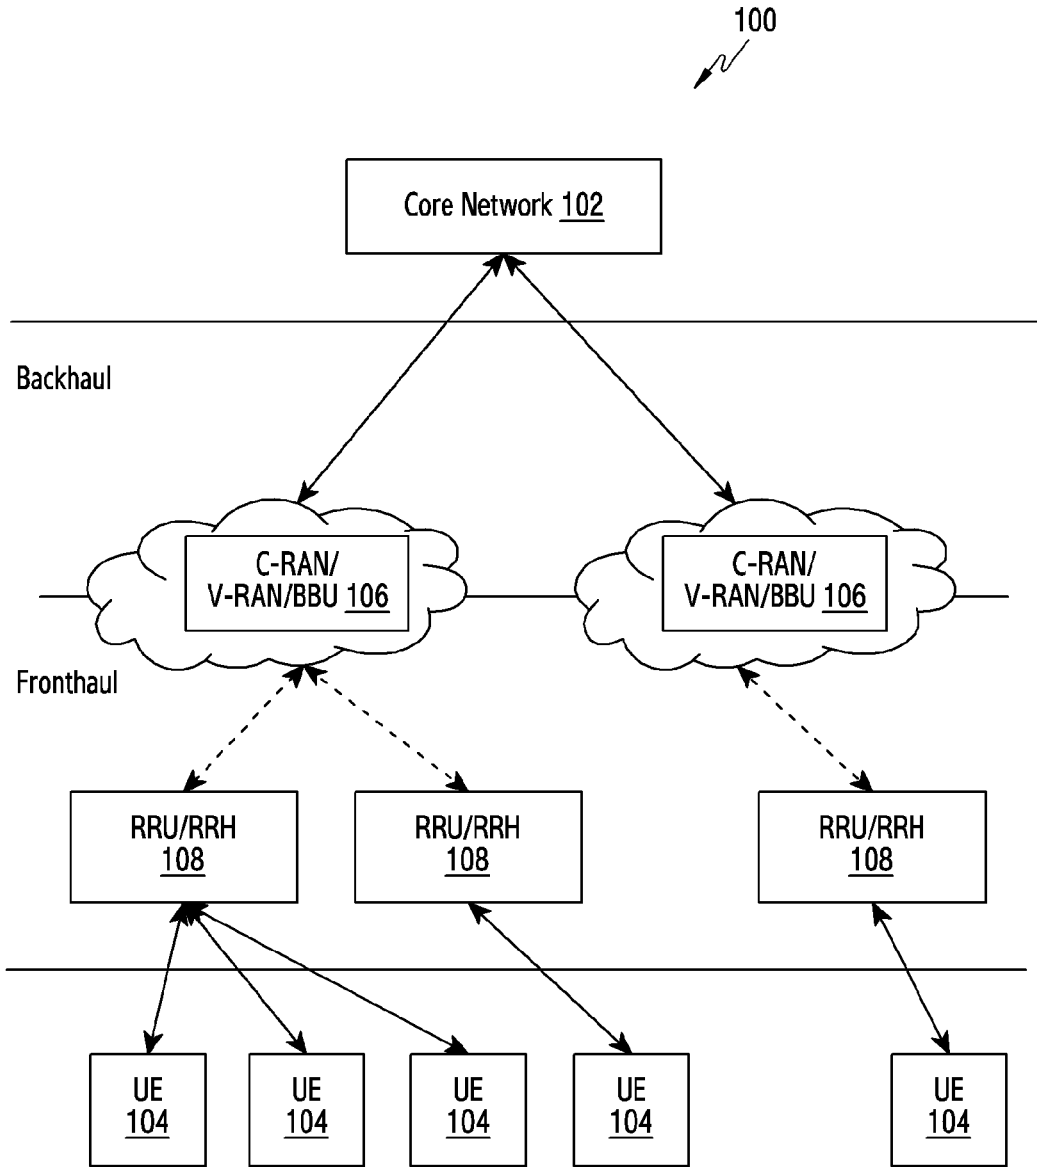 100
Core Network 102
Backhaul
C-RAN/
V-RAN/BBU 106
C-RAN/
V-RAN/BBU 106
Fronthaul
RRU/RRH
108
RRU/RRH
108
RRU/RRH
108
UE
104
UE
104
UE
104
UE
104
UE
104